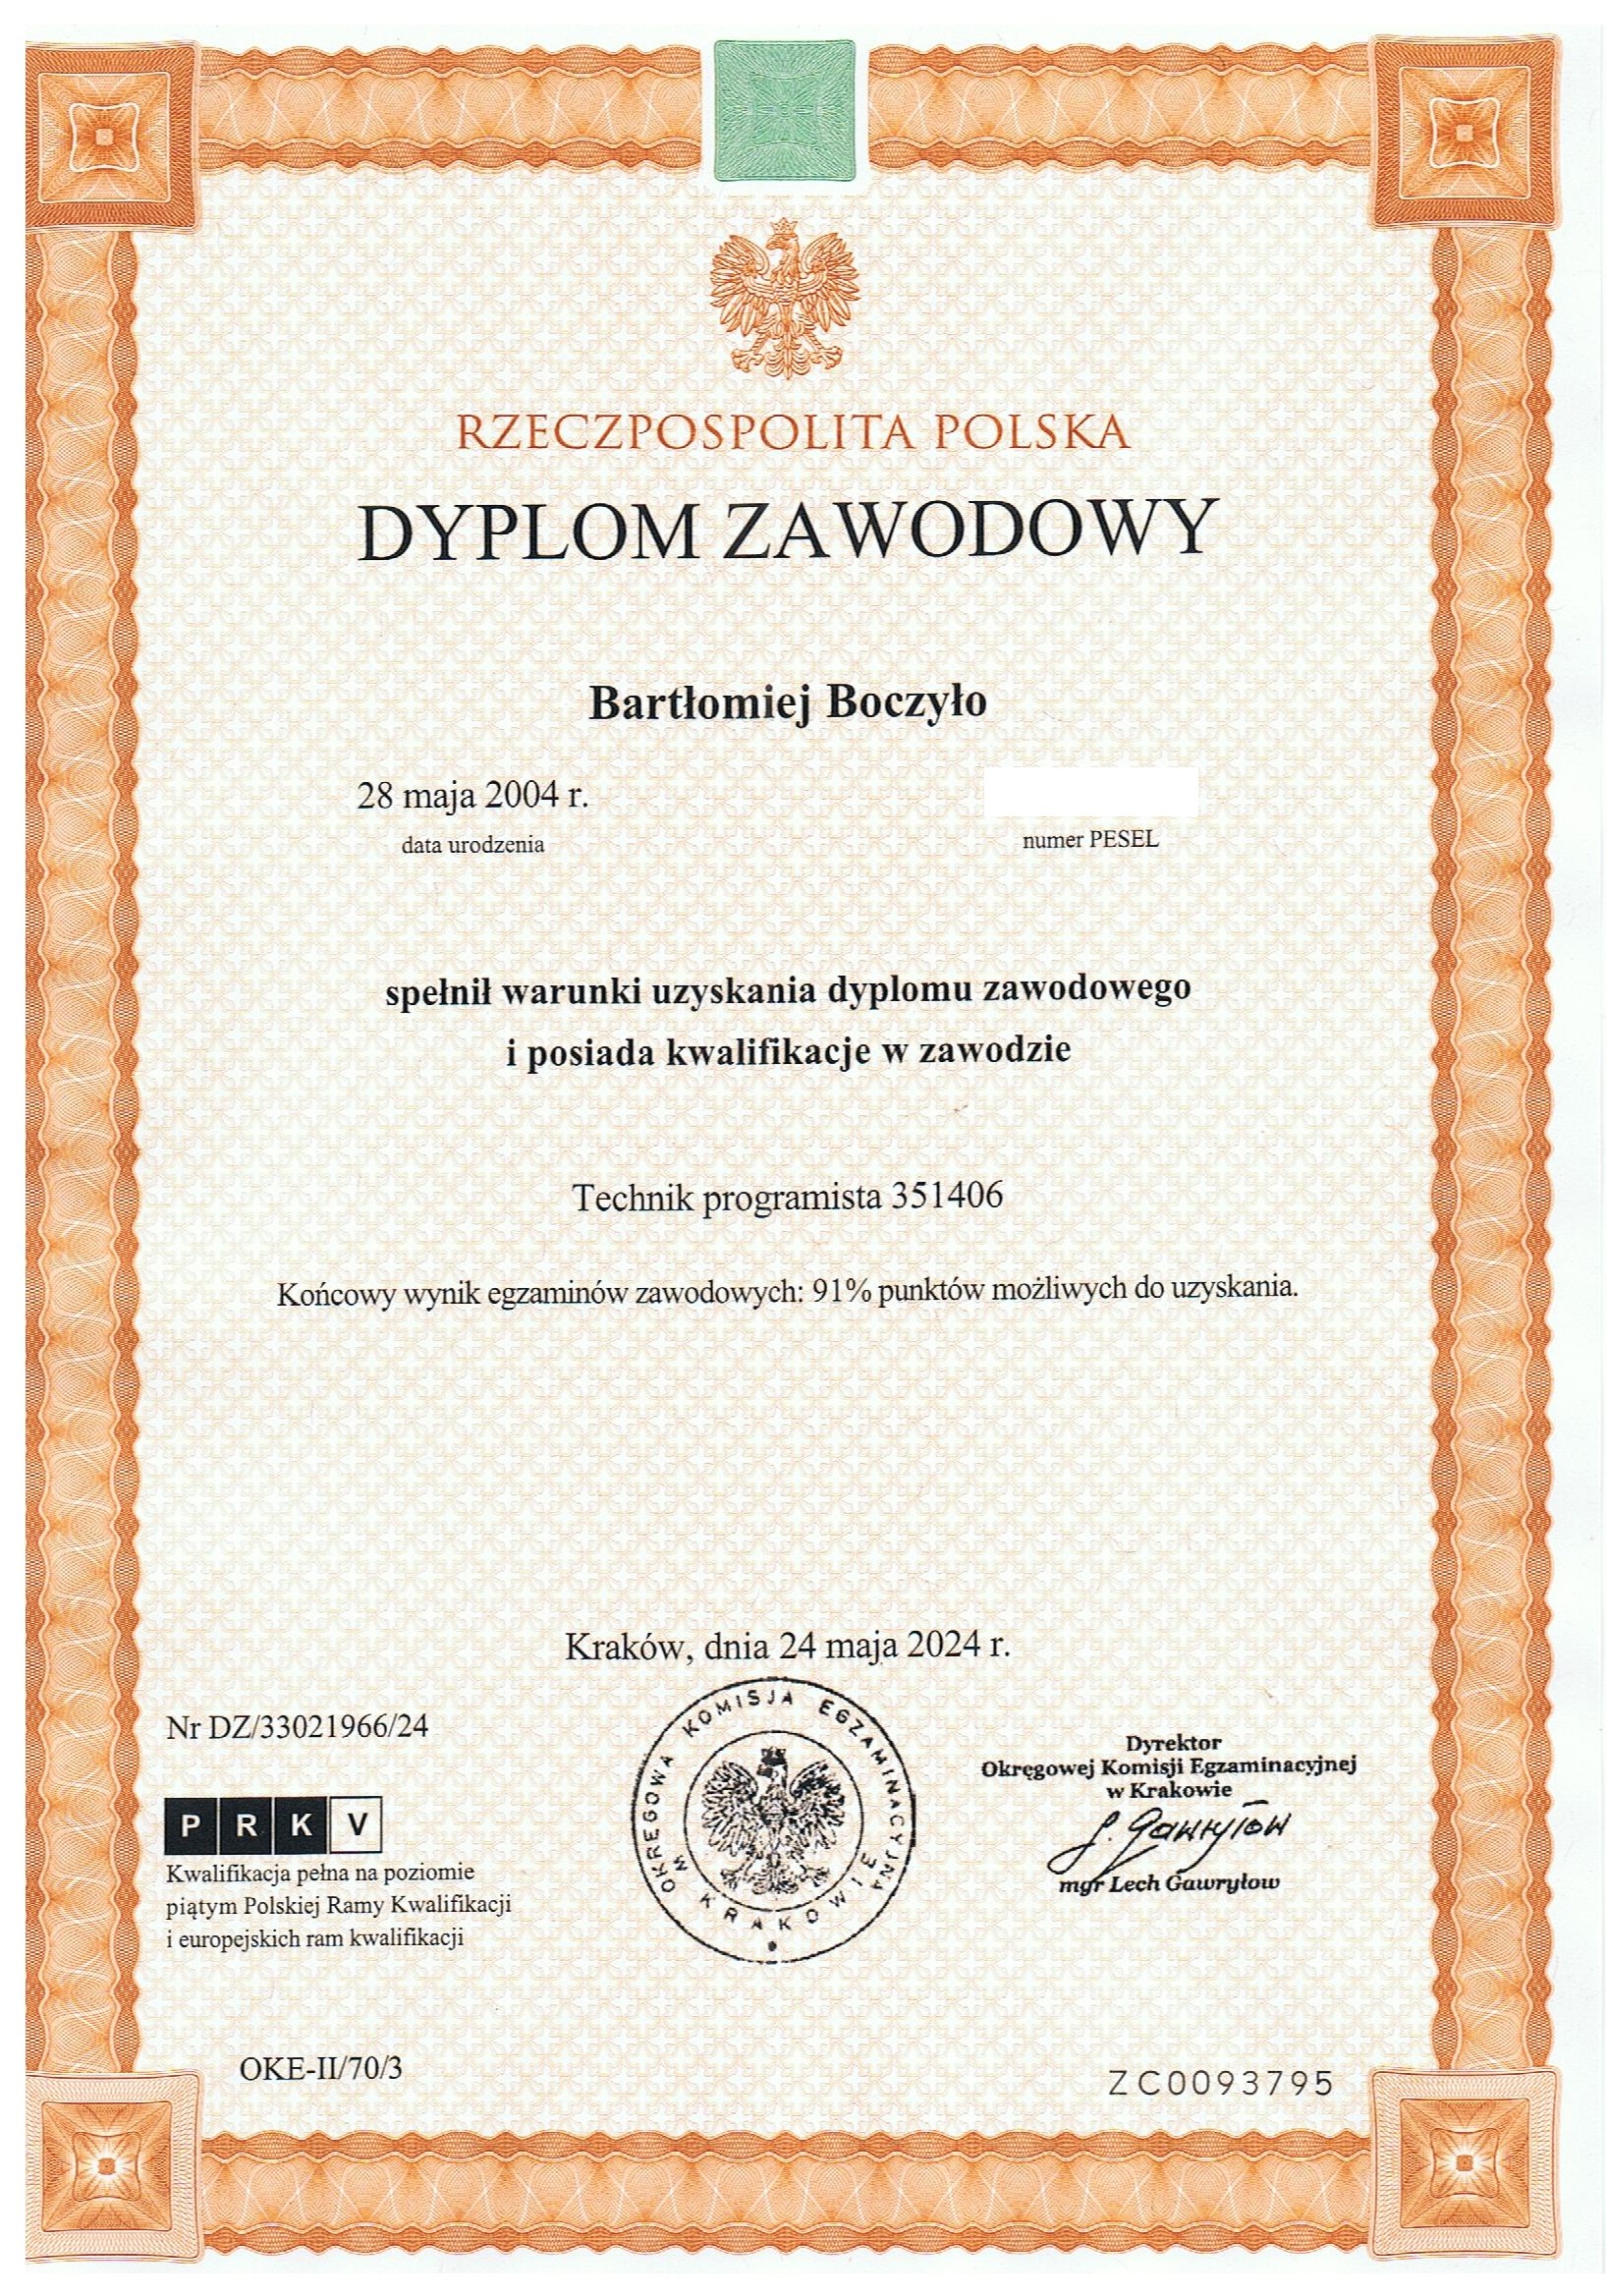 RZECZPOSPOLITA POLSKA
DYPLOM ZAWODOWY
Bartłomiej Boczyło
28 maja 2004 r.
data urodzenia
numer PESEL
spełnił warunki uzyskania dyplomu zawodowego
i posiada kwalifikacje w zawodzie
Technik programista 351406
Końcowy wynik egzaminów zawodowych: 91% punktów możliwych do uzyskania.
Kraków, dnia 24 maja 2024 r.
Nr DZ/33021966/24
PRKV
Kwalifikacja pełna na poziomie
piątym Polskiej Ramy Kwalifikacji
i europejskich ram kwalifikacji
OKRĘGOWA KOMISJA EGZAMINACYJNA
W KRAKOWIE
Dyrektor
Okręgowej Komisji Egzaminacyjnej
w Krakowie
L. Gawryłow
mgr Lech Gawryłow
OKE-II/70/3
ZC0093795